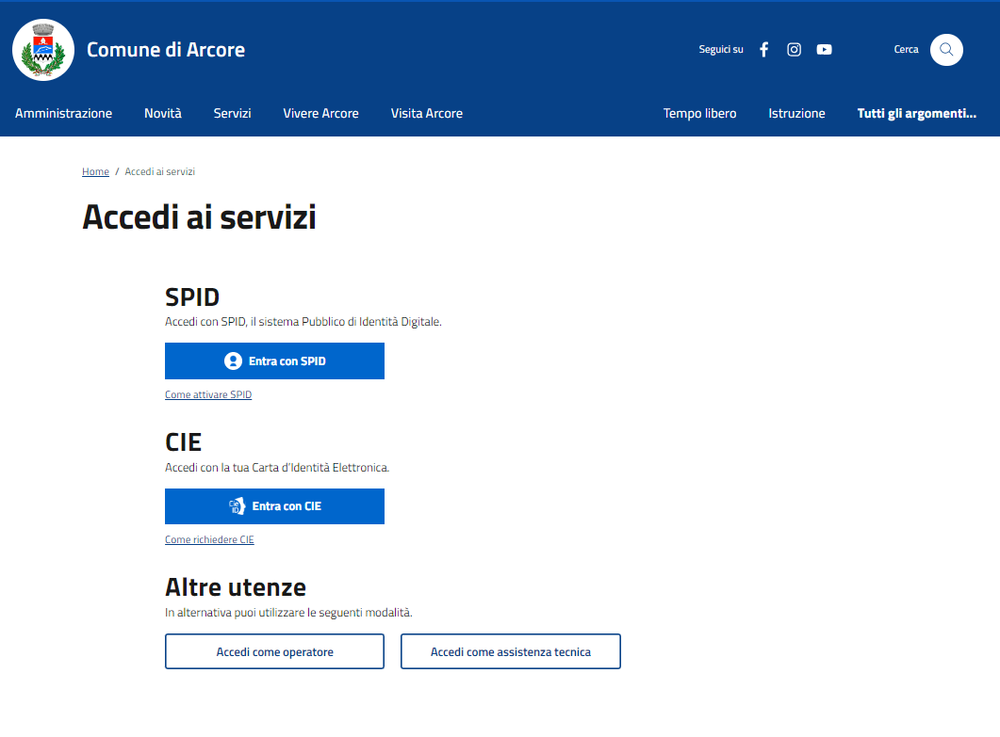 Comune di Arcore
Seguici su
Cerca
Amministrazione Novità Servizi Vivere Arcore Visita Arcore Tempo libero Istruzione Tutti gli argomenti...
Home / Accedi ai servizi
Accedi ai servizi
SPID
Accedi con SPID, il sistema Pubblico di Identità Digitale.
Entra con SPID
Come attivare SPID
CIE
Accedi con la tua Carta d’Identità Elettronica.
Entra con CIE
Come richiedere CIE
Altre utenze
In alternativa puoi utilizzare le seguenti modalità.
Accedi come operatore Accedi come assistenza tecnica